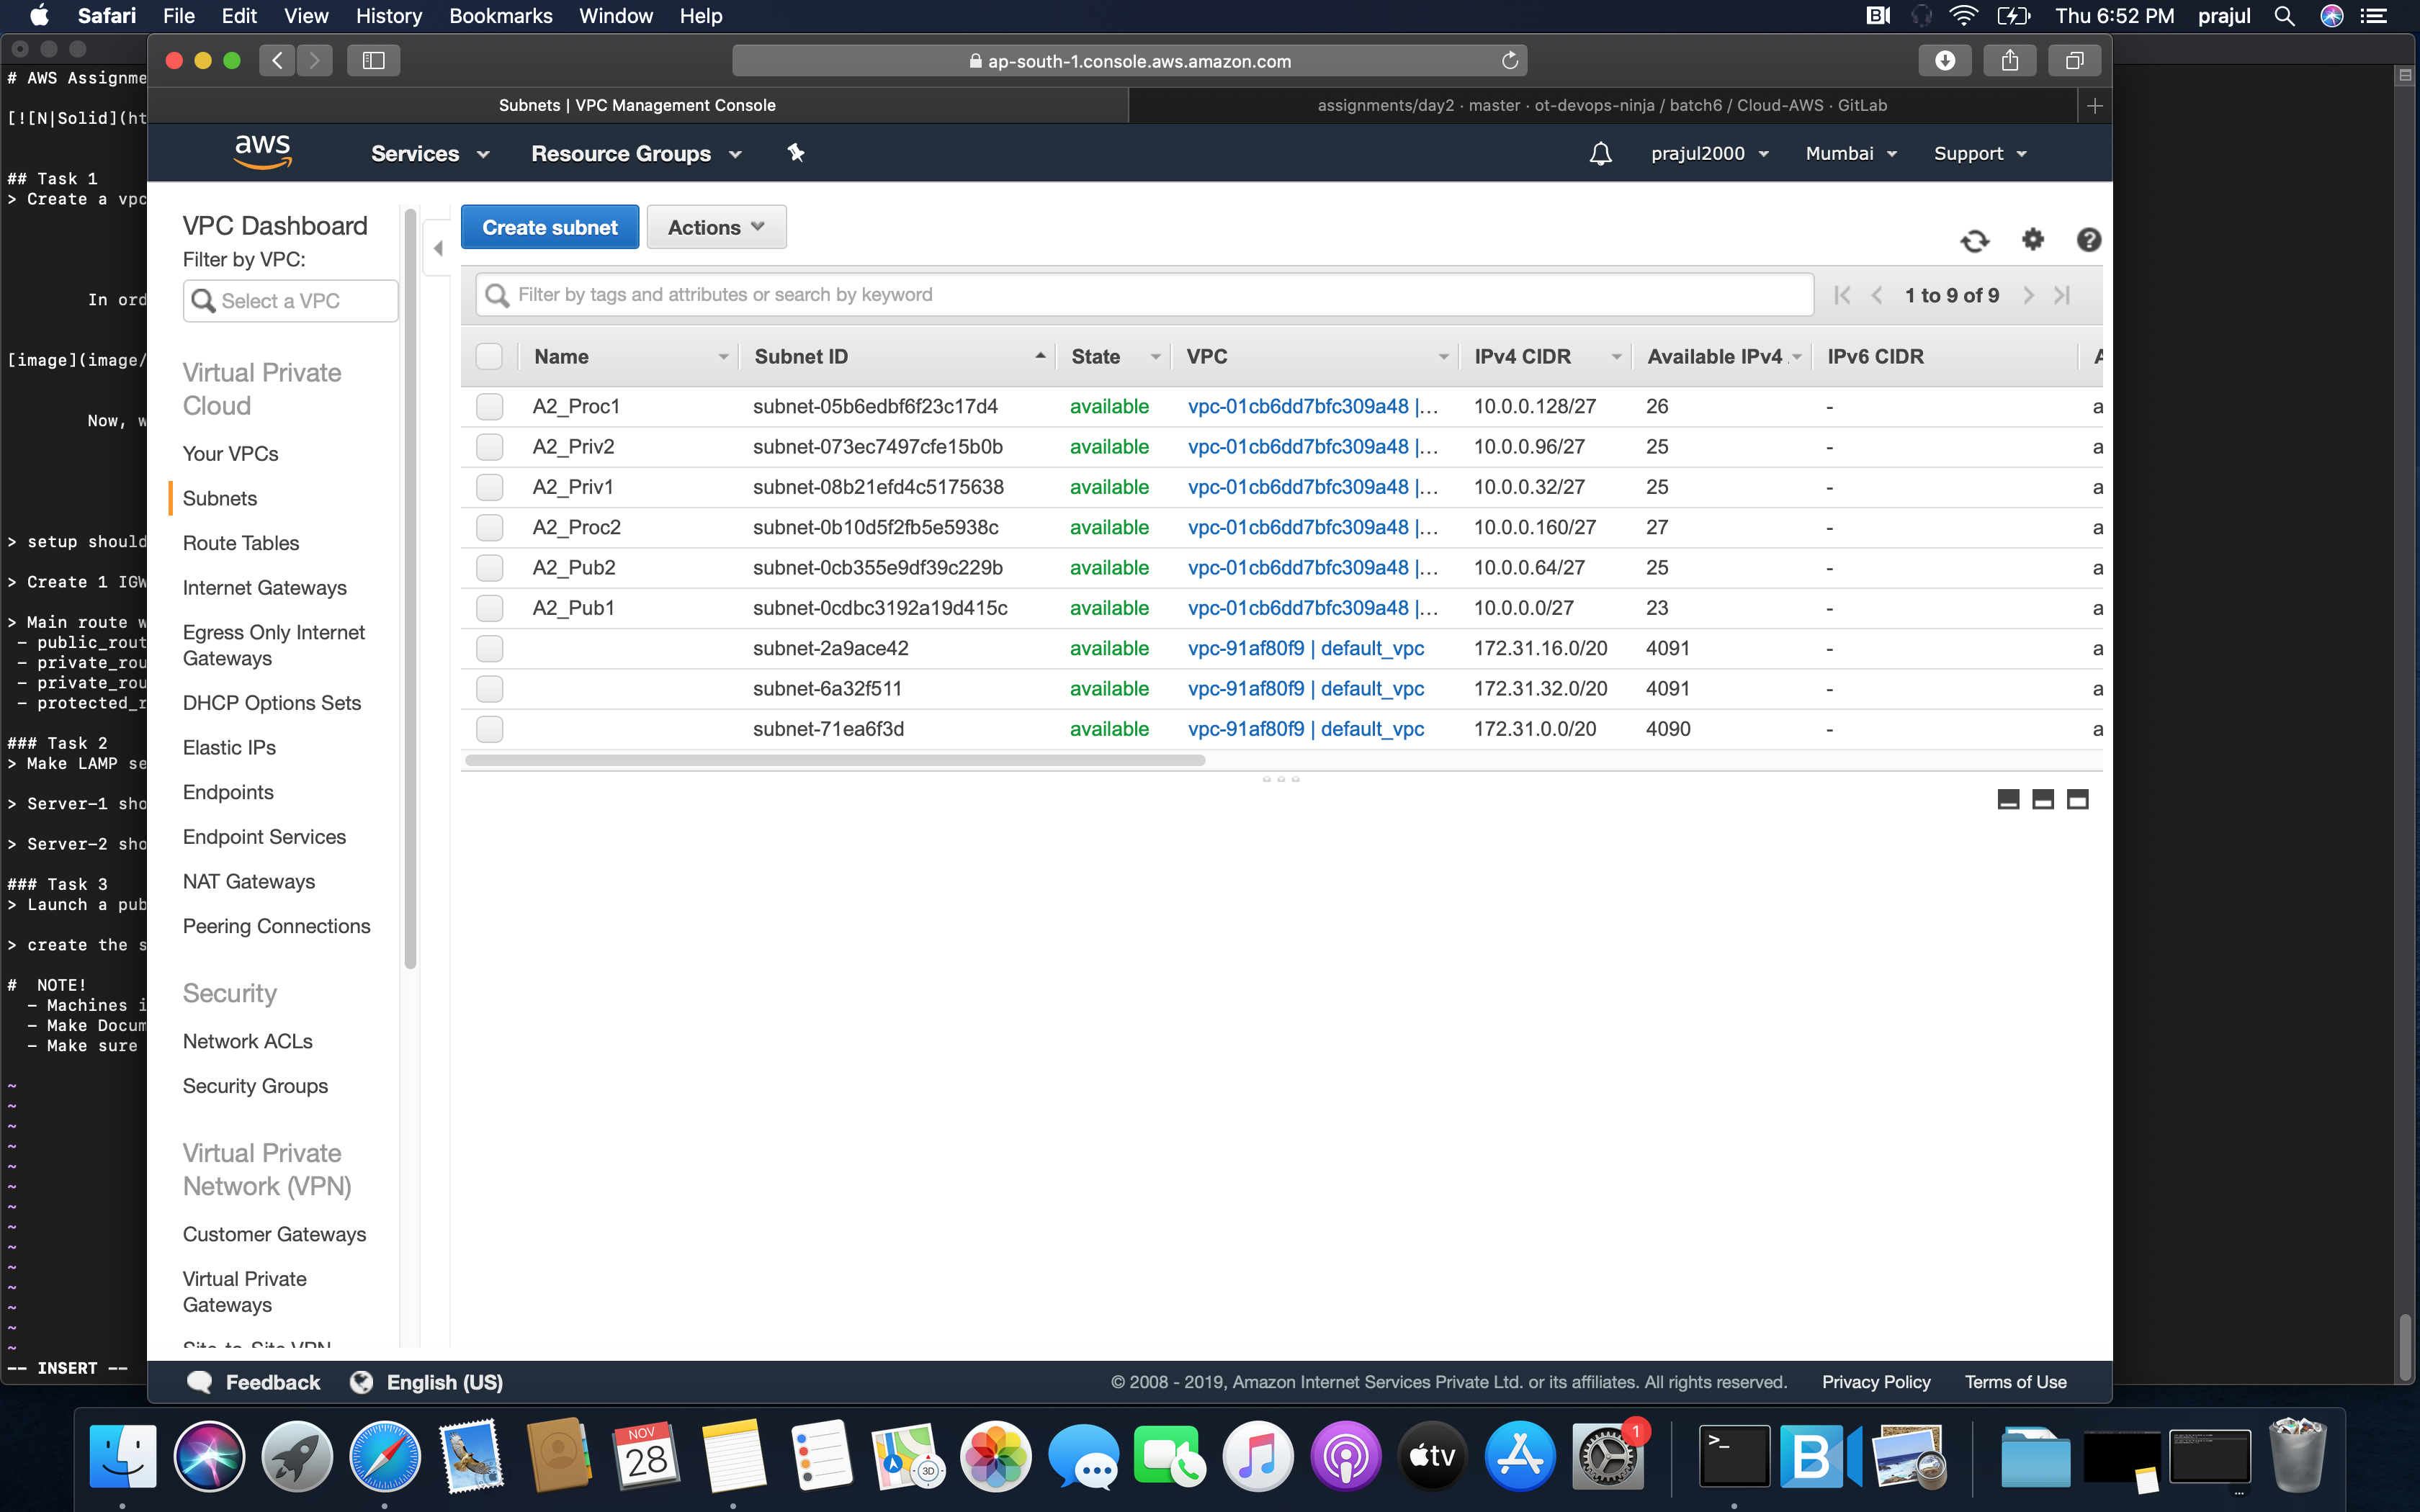 Safari File Edit View History Bookmarks Window Help
Thu 6:52 PM prajul
ap-south-1.console.aws.amazon.com
Subnets | VPC Management Console
assignments/day2 · master · ot-devops-ninja / batch6 / Cloud-AWS · GitLab
aws Services Resource Groups prajul2000 Mumbai Support
# AWS Assignme
[![N|Solid](ht
## Task 1
> Create a vpc
In ord
[image](image/
Now, w
> setup should
> Create 1 IGW
> Main route w
- public_rout
- private_rou
- private_rou
- protected_r
### Task 2
> Make LAMP se
> Server-1 sho
> Server-2 sho
### Task 3
> Launch a pub
> create the s
# NOTE!
- Machines i
- Make Docum
- Make sure
~
~
~
~
~
~
~
~
~
~
~
~
~
~
-- INSERT --
VPC Dashboard
Filter by VPC:
Select a VPC
Virtual Private
Cloud
Your VPCs
Subnets
Route Tables
Internet Gateways
Egress Only Internet
Gateways
DHCP Options Sets
Elastic IPs
Endpoints
Endpoint Services
NAT Gateways
Peering Connections
Security
Network ACLs
Security Groups
Virtual Private
Network (VPN)
Customer Gateways
Virtual Private
Gateways
Site-to-Site VPN
Create subnet Actions
Filter by tags and attributes or search by keyword
1 to 9 of 9
Name Subnet ID State VPC IPv4 CIDR Available IPv4 IPv6 CIDR
A2_Proc1 subnet-05b6edbf6f23c17d4 available vpc-01cb6dd7bfc309a48 |... 10.0.0.128/27 26 - a
A2_Priv2 subnet-073ec7497cfe15b0b available vpc-01cb6dd7bfc309a48 |... 10.0.0.96/27 25 - a
A2_Priv1 subnet-08b21efd4c5175638 available vpc-01cb6dd7bfc309a48 |... 10.0.0.32/27 25 - a
A2_Proc2 subnet-0b10d5f2fb5e5938c available vpc-01cb6dd7bfc309a48 |... 10.0.0.160/27 27 - a
A2_Pub2 subnet-0cb355e9df39c229b available vpc-01cb6dd7bfc309a48 |... 10.0.0.64/27 25 - a
A2_Pub1 subnet-0cdbc3192a19d415c available vpc-01cb6dd7bfc309a48 |... 10.0.0.0/27 23 - a
subnet-2a9ace42 available vpc-91af80f9 | default_vpc 172.31.16.0/20 4091 - a
subnet-6a32f511 available vpc-91af80f9 | default_vpc 172.31.32.0/20 4091 - a
subnet-71ea6f3d available vpc-91af80f9 | default_vpc 172.31.0.0/20 4090 - a
Feedback English (US)
© 2008 - 2019, Amazon Internet Services Private Ltd. or its affiliates. All rights reserved. Privacy Policy Terms of Use
NOV
28
3D
tv
1
>_
B